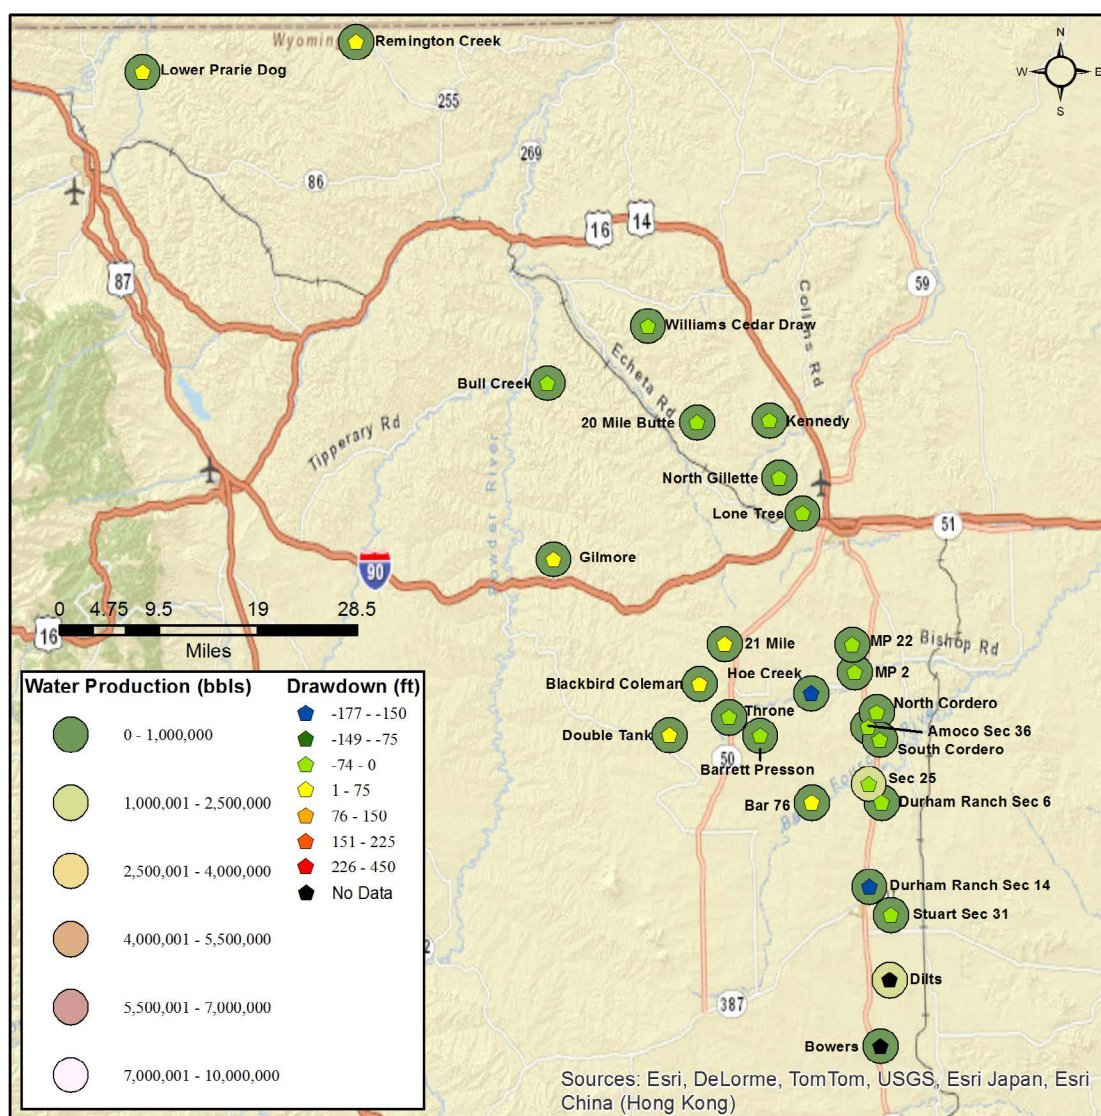 Wyoming
Remington Creek
Lower Prarie Dog
N
W
E
S
255
269
86
16
14
87
59
Collins Rd
Williams Cedar Draw
Echeta Rd
Bull Creek
20 Mile Butte
Kennedy
Tipperary Rd
Powder River
North Gillette
Lone Tree
51
Gilmore
90
0 4.75 9.5 19 28.5
16
Miles
21 Mile
MP 22
Bishop Rd
Hoe Creek
MP 2
Blackbird Coleman
North Cordero
Throne
Amoco Sec 36
Double Tank
South Cordero
50
Barrett Presson
Sec 25
Bar 76
Durham Ranch Sec 6
Durham Ranch Sec 14
Stuart Sec 31
Dilts
387
Bowers
Water Production (bbls)
0 - 1,000,000
1,000,001 - 2,500,000
2,500,001 - 4,000,000
4,000,001 - 5,500,000
5,500,001 - 7,000,000
7,000,001 - 10,000,000
Drawdown (ft)
-177 - -150
-149 - -75
-74 - 0
1 - 75
76 - 150
151 - 225
226 - 450
No Data
Sources: Esri, DeLorme, TomTom, USGS, Esri Japan, Esri
China (Hong Kong)